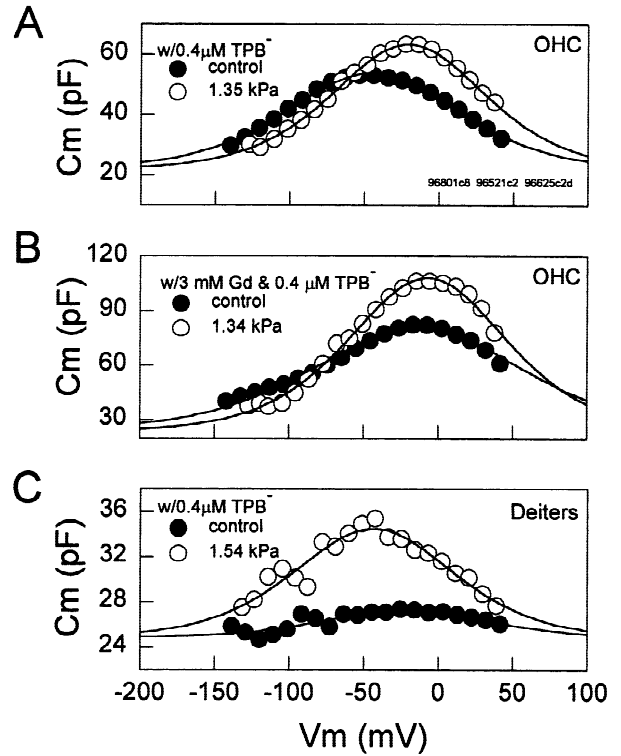 A
w/0.4μM TPB-
control
1.35 kPa
OHC
60
40
20
Cm (pF)
96801c8 96521c2 96625c2d
B
w/3 mM Gd & 0.4 μM TPB-
control
1.34 kPa
OHC
120
90
60
30
Cm (pF)
C
w/0.4μM TPB-
control
1.54 kPa
Deiters
36
32
28
24
Cm (pF)
-200 -150 -100 -50 0 50 100
Vm (mV)